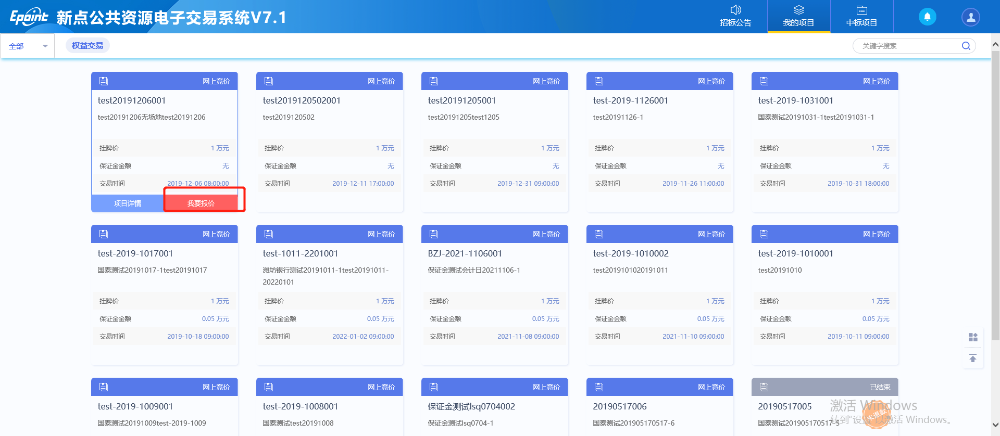 Epoint 新点公共资源电子交易系统V7.1
招标公告
我的项目
中标项目
全部
权益交易
关键字搜索
网上竞价
test20191206001
test20191206无场地test20191206
挂牌价 1 万元
保证金金额 无
交易时间 2019-12-06 08:00:00
项目详情 我要报价
网上竞价
test2019120502001
test2019120502
挂牌价 1 万元
保证金金额 无
交易时间 2019-12-11 17:00:00
网上竞价
test20191205001
test20191205test1205
挂牌价 1 万元
保证金金额 无
交易时间 2019-12-31 09:00:00
网上竞价
test-2019-1126001
test20191126-1
挂牌价 1 万元
保证金金额 无
交易时间 2019-11-26 11:00:00
网上竞价
test-2019-1031001
国泰测试20191031-1test20191031-1
挂牌价 1 万元
保证金金额 无
交易时间 2019-10-31 18:00:00
网上竞价
test-2019-1017001
国泰测试20191017-1test20191017
挂牌价 1 万元
保证金金额 0.05 万元
交易时间 2019-10-18 09:00:00
网上竞价
test-1011-2201001
潍坊银行测试20191011-1test20191011-
20220101
挂牌价 1 万元
保证金金额 0.05 万元
交易时间 2022-01-02 09:00:00
网上竞价
BZJ-2021-1106001
保证金测试会计日20211106-1
挂牌价 1 万元
保证金金额 0.05 万元
交易时间 2021-11-08 09:00:00
网上竞价
test-2019-1010002
test2019101020191011
挂牌价 1 万元
保证金金额 0.05 万元
交易时间 2021-11-10 09:00:00
网上竞价
test-2019-1010001
test20191010
挂牌价 1 万元
保证金金额 0.05 万元
交易时间 2019-10-11 09:00:00
网上竞价
test-2019-1009001
国泰测试20191009test-2019-1009
网上竞价
test-2019-1008001
国泰测试test20191008
网上竞价
保证金测试lsq0704002
保证金测试lsq0704-1
网上竞价
20190517006
国泰测试201905170517-6
已结束
20190517005
国泰测试201905170517-5
激活 Windows
转到“设置”以激活 Windows。